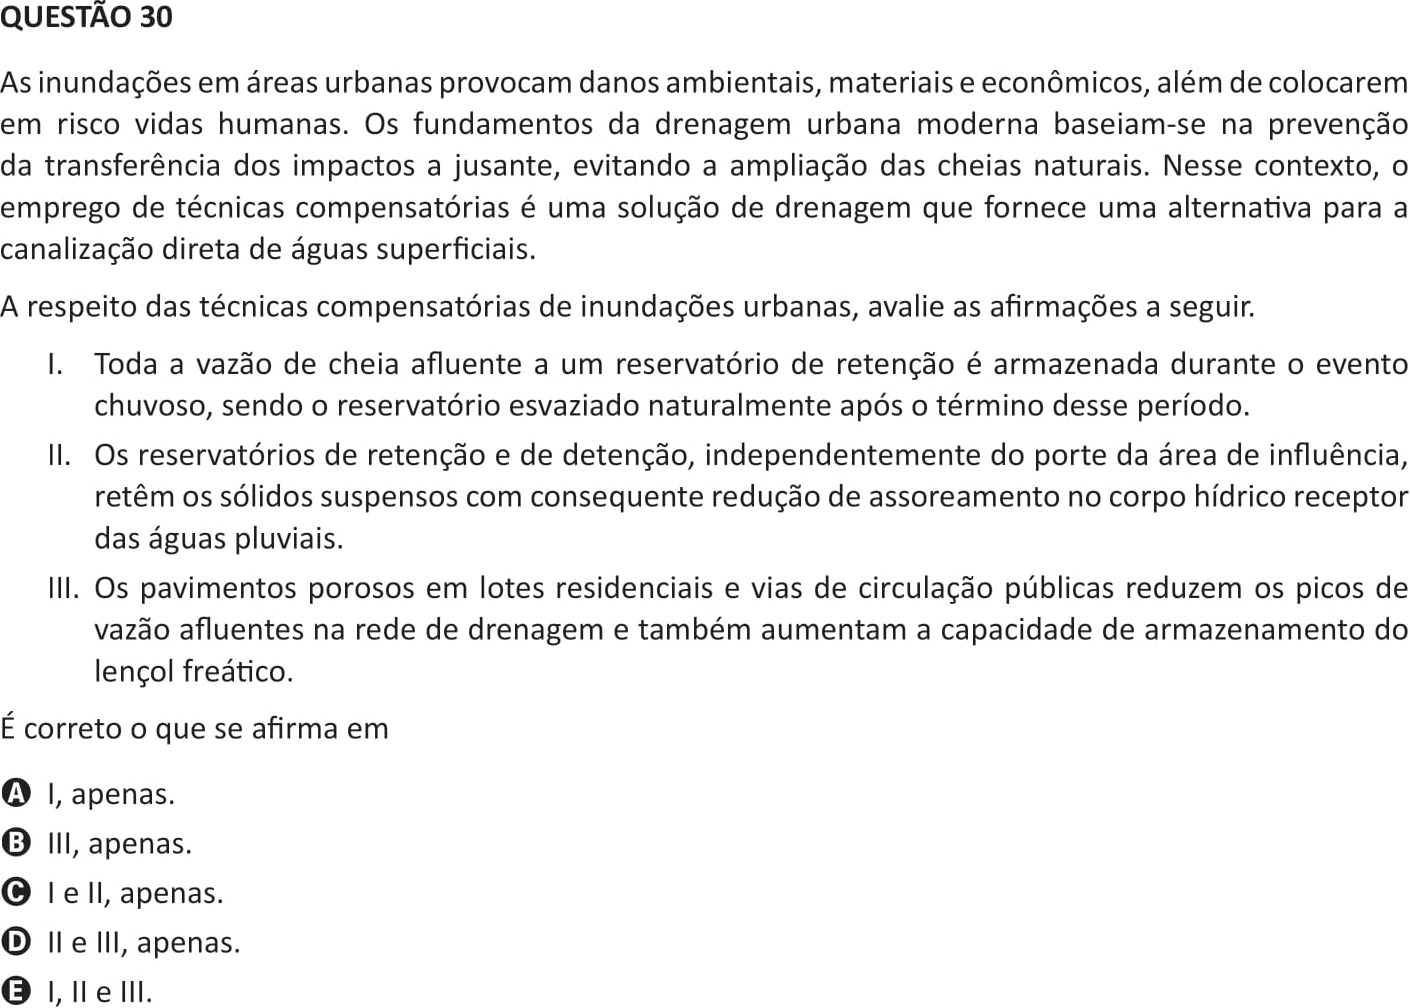 QUESTÃO 30
As inundações em áreas urbanas provocam danos ambientais, materiais e econômicos, além de colocarem
em risco vidas humanas. Os fundamentos da drenagem urbana moderna baseiam-se na prevenção
da transferência dos impactos a jusante, evitando a ampliação das cheias naturais. Nesse contexto, o
emprego de técnicas compensatórias é uma solução de drenagem que fornece uma alternativa para a
canalização direta de águas superficiais.
A respeito das técnicas compensatórias de inundações urbanas, avalie as afirmações a seguir.
I. Toda a vazão de cheia afluente a um reservatório de retenção é armazenada durante o evento
chuvoso, sendo o reservatório esvaziado naturalmente após o término desse período.
II. Os reservatórios de retenção e de detenção, independentemente do porte da área de influência,
retêm os sólidos suspensos com consequente redução de assoreamento no corpo hídrico receptor
das águas pluviais.
III. Os pavimentos porosos em lotes residenciais e vias de circulação públicas reduzem os picos de
vazão afluentes na rede de drenagem e também aumentam a capacidade de armazenamento do
lençol freático.
É correto o que se afirma em
A I, apenas.
B III, apenas.
C I e II, apenas.
D II e III, apenas.
E I, II e III.